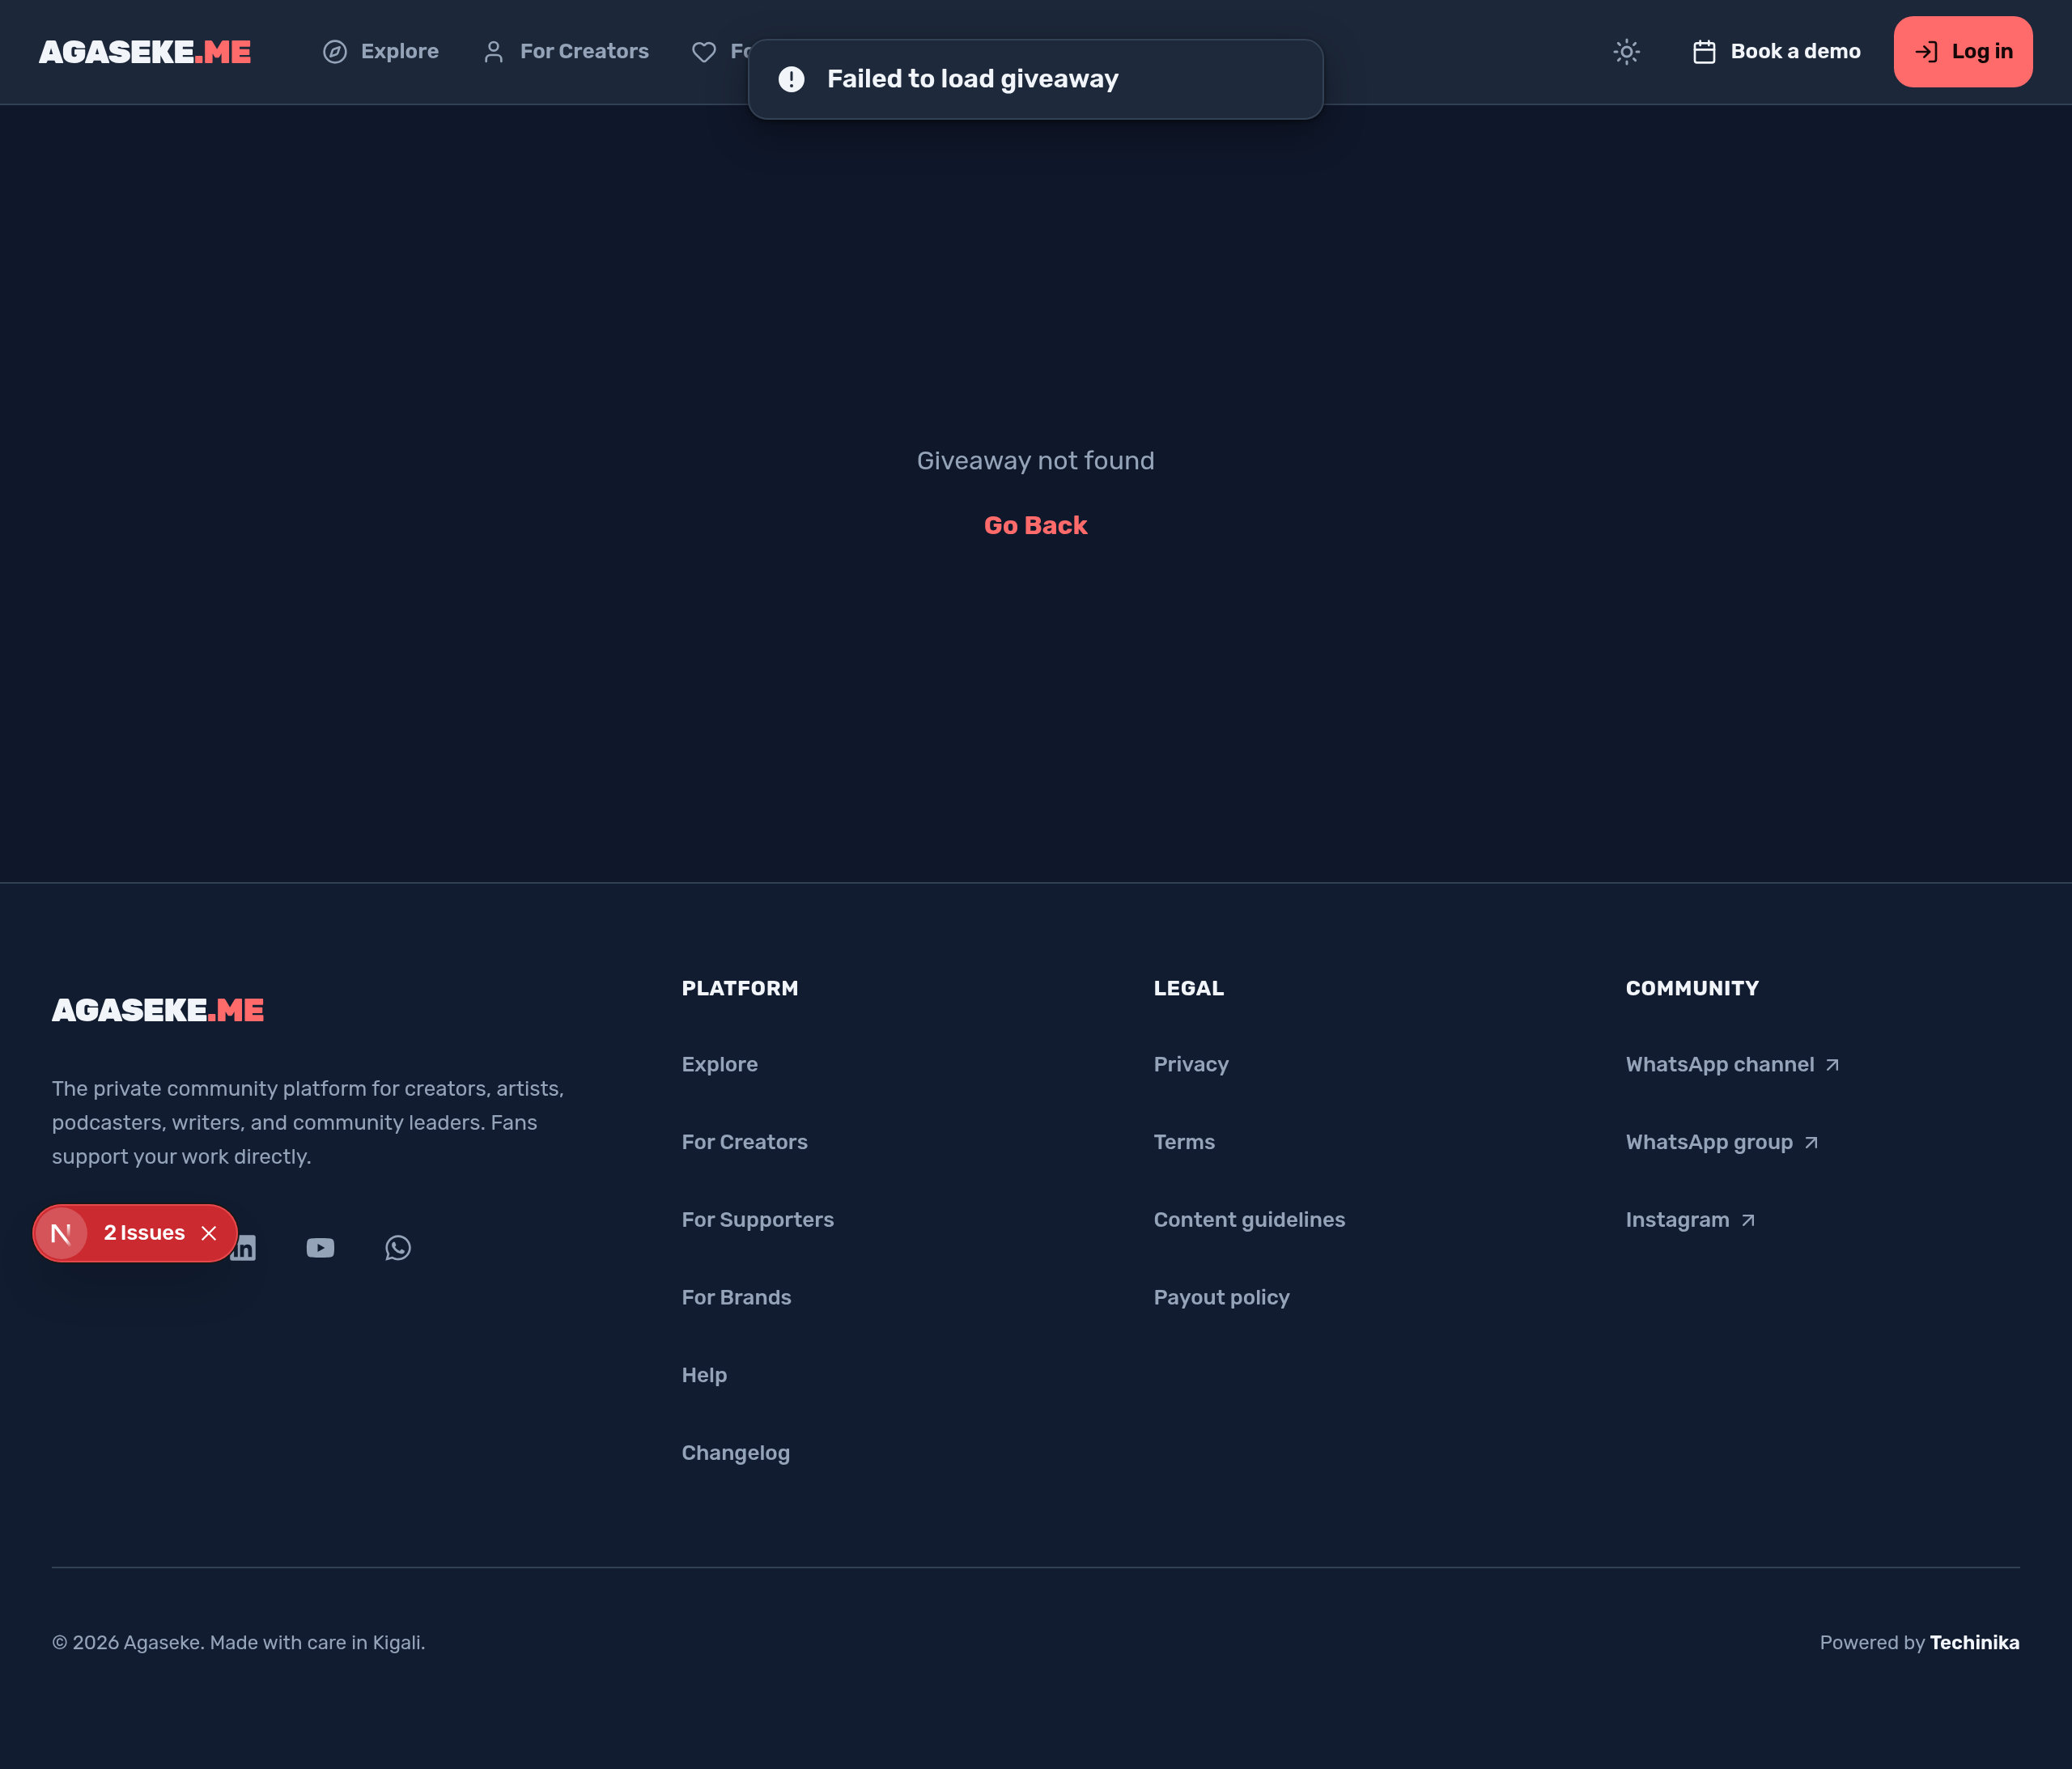 AGASEKE.ME
Explore
For Creators
Fo
Failed to load giveaway
Book a demo
Log in
Giveaway not found
Go Back
AGASEKE.ME
The private community platform for creators, artists,
podcasters, writers, and community leaders. Fans
support your work directly.
N 2 Issues
in
PLATFORM
Explore
For Creators
For Supporters
For Brands
Help
Changelog
LEGAL
Privacy
Terms
Content guidelines
Payout policy
COMMUNITY
WhatsApp channel
WhatsApp group
Instagram
© 2026 Agaseke. Made with care in Kigali.
Powered by Techinika